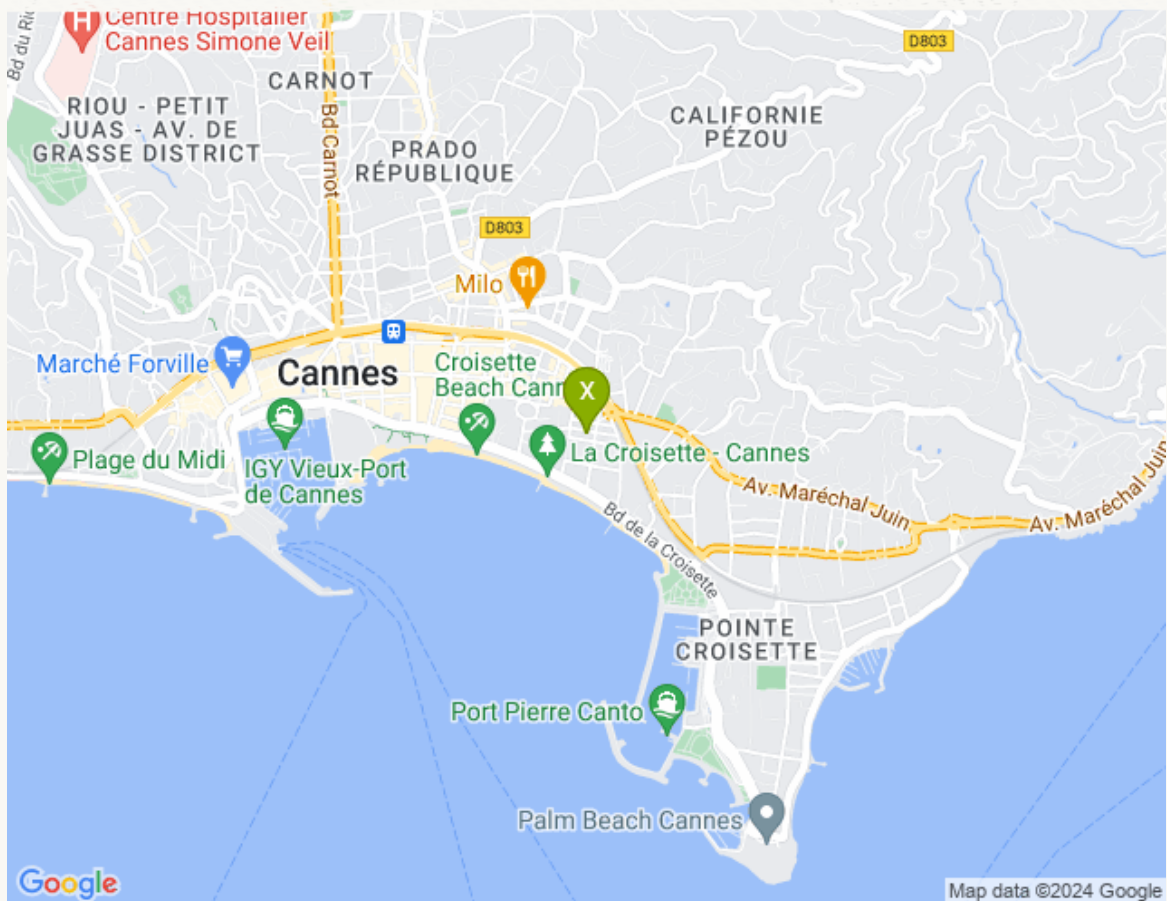 Centre Hospitalier
Cannes Simone Veil
Bd du Rio
D803
CARNOT
RIOU - PETIT
JUAS - AV. DE
GRASSE DISTRICT
Bd Carnot
CALIFORNIE
PÉZOU
PRADO
RÉPUBLIQUE
D803
Milo
Marché Forville
Cannes
Croisette
Beach Cann
X
Plage du Midi
IGY Vieux-Port
de Cannes
La Croisette - Cannes
Av. Maréchal Juin
Av. Maréchal Juin
Bd de la Croisette
POINTE
CROISETTE
Port Pierre Canto
Palm Beach Cannes
Google
Map data ©2024 Google